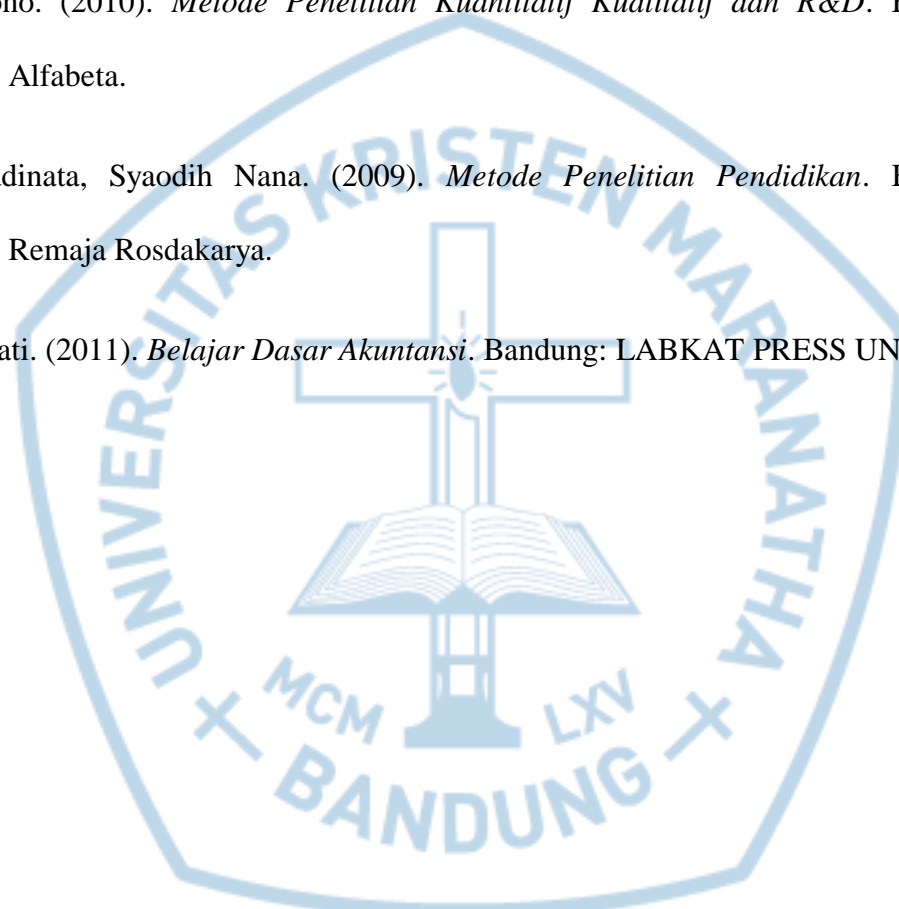 ono. (2010). Metode Penelitian Kuantitatif Kualitatif dan R&D.
Alfabeta.
adinata, Syaodih Nana. (2009). Metode Penelitian Pendidikan.
Remaja Rosdakarya.
ati. (2011). Belajar Dasar Akuntansi. Bandung: LABKAT PRESS UN
UNIVERSITAS KRISTEN MARANATHA
MCM LXV
BANDUNG